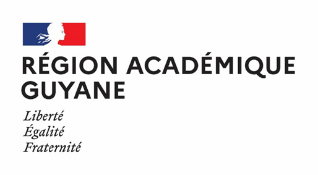 RÉGION ACADÉMIQUE
GUYANE
Liberté
Égalité
Fraternité